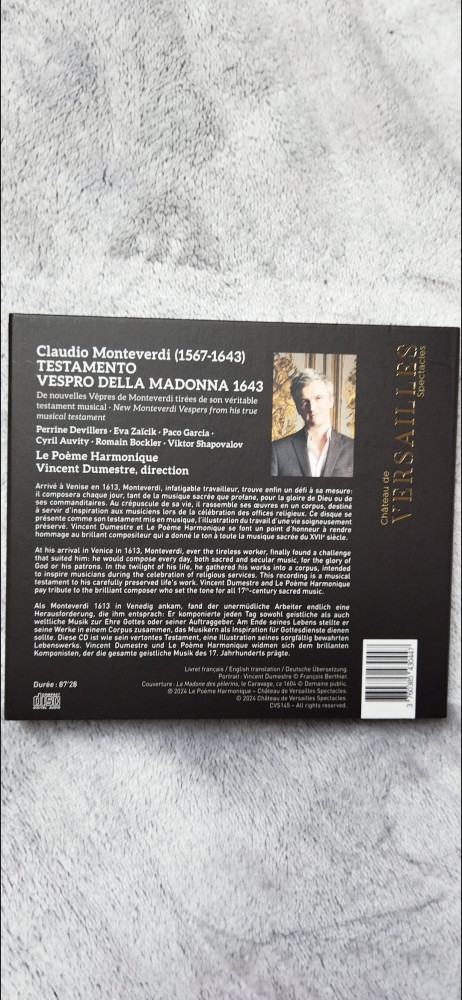 Claudio Monteverdi (1567-1643)
TESTAMENTO
VESPRO DELLA MADONNA 1643
De nouvelles Vêpres de Monteverdi tirées de son véritable
testament musical · New Monteverdi Vespers from his true
musical testament
Perrine Devillers · Eva Zaïcik · Paco Garcia ·
Cyril Auvity · Romain Bockler · Viktor Shapovalov
Le Poème Harmonique
Vincent Dumestre, direction
Arrivé à Venise en 1613, Monteverdi, infatigable travailleur, trouve enfin un défi à sa mesure:
il composera chaque jour, tant de la musique sacrée que profane, pour la gloire de Dieu ou de
ses commanditaires. Au crépuscule de sa vie, il rassemble ses œuvres en un corpus, destiné
à servir d'inspiration aux musiciens lors de la célébration des offices religieux. Ce disque se
présente comme son testament mis en musique, l'illustration du travail d'une vie soigneusement
préservé. Vincent Dumestre et Le Poème Harmonique se font un point d'honneur à rendre
hommage au brillant compositeur qui a donné le ton à toute la musique sacrée du XVIIᵉ siècle.
At his arrival in Venice in 1613, Monteverdi, ever the tireless worker, finally found a challenge
that suited him: he would compose every day, both sacred and secular music, for the glory of
God or his patrons. In the twilight of his life, he gathered his works into a corpus, intended
to inspire musicians during the celebration of religious services. This recording is a musical
testament to his carefully preserved life's work. Vincent Dumestre and Le Poème Harmonique
pay tribute to the brilliant composer who set the tone for all 17ᵗʰ-century sacred music.
Als Monteverdi 1613 in Venedig ankam, fand der unermüdliche Arbeiter endlich eine
Herausforderung, die ihm entsprach: Er komponierte jeden Tag sowohl geistliche als auch
weltliche Musik zur Ehre Gottes oder seiner Auftraggeber. Am Ende seines Lebens stellte er
seine Werke in einem Corpus zusammen, das Musikern als Inspiration für Gottesdienste dienen
sollte. Diese CD ist wie sein vertontes Testament, eine Illustration seines sorgfältig bewahrten
Lebenswerks. Vincent Dumestre und Le Poème Harmonique widmen sich dem brillanten
Komponisten, der die gesamte geistliche Musik des 17. Jahrhunderts prägte.
Livret français / English translation / Deutsche Übersetzung.
Portrait : Vincent Dumestre © François Berthier.
Couverture : La Madone des pèlerins, le Caravage, ca 1604 © Domaine public.
℗ 2024 Le Poème Harmonique – Château de Versailles Spectacles.
© 2024 Château de Versailles Spectacles.
CVS145 – All rights reserved.
Durée : 87'28
COMPACT
disc
DIGITAL AUDIO
Château de
VERSAILLES
Spectacles